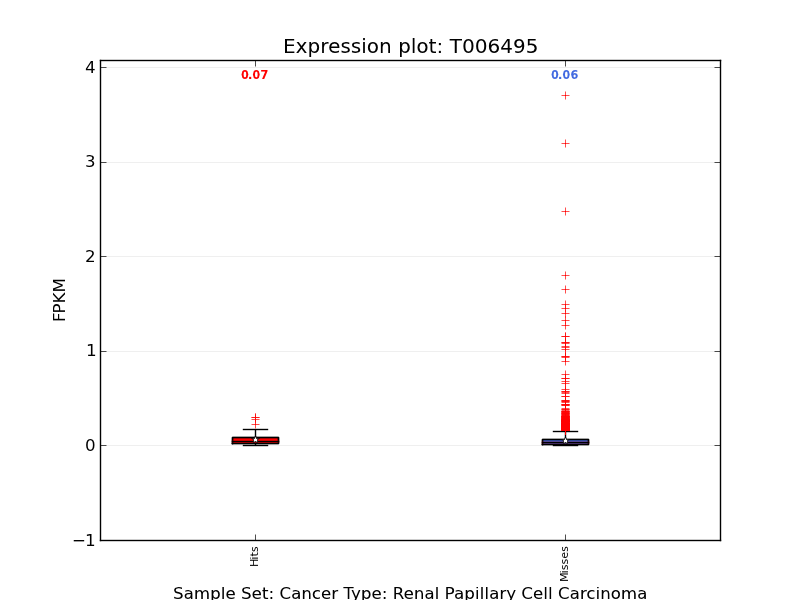 Expression plot: T006495
0.07
0.06
4
3
2
1
0
−1
FPKM
Hits
Misses
Sample Set: Cancer Type: Renal Papillary Cell Carcinoma